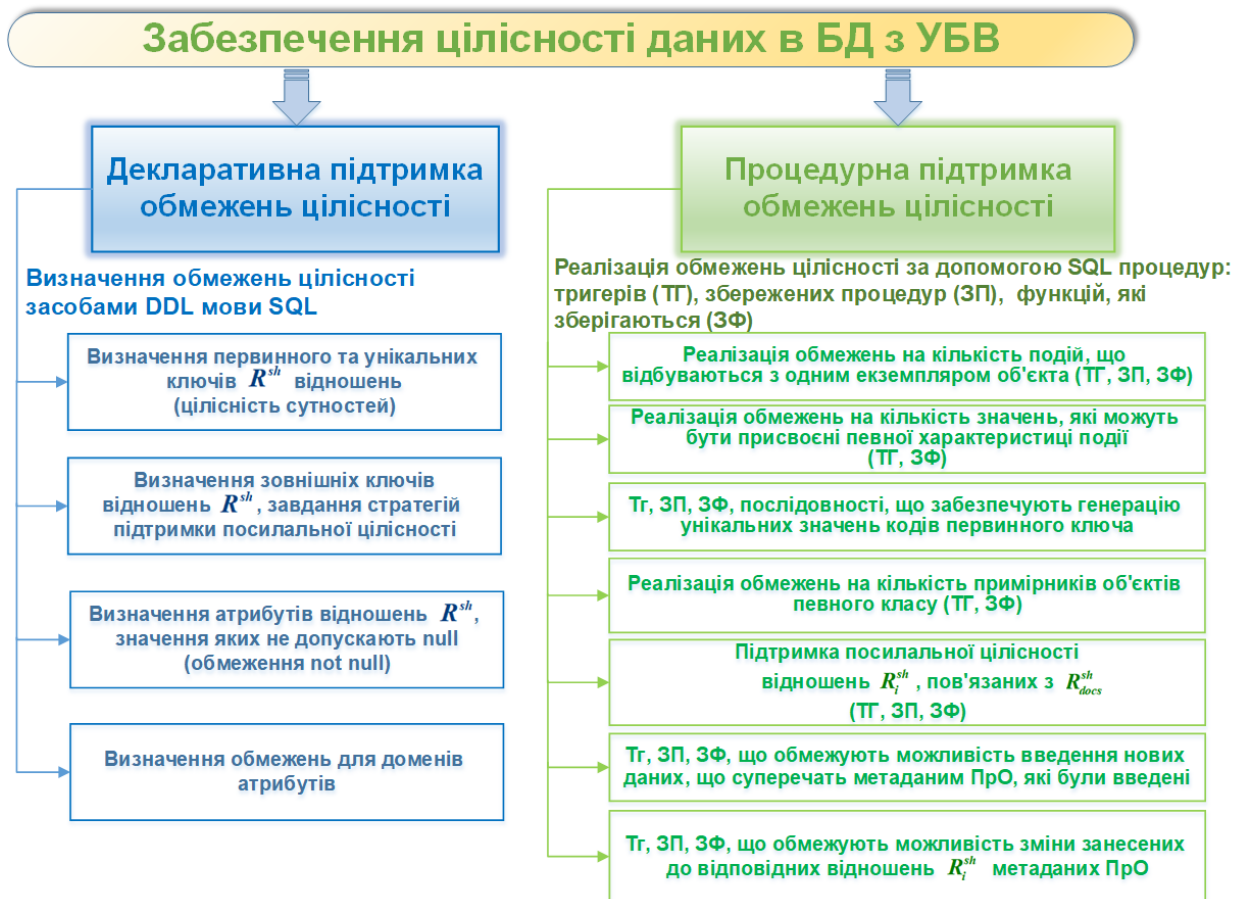 Забезпечення цілісності даних в БД з УБВ
Декларативна підтримка
обмежень цілісності
Визначення обмежень цілісності
засобами DDL мови SQL
Визначення первинного та унікальних
ключів R^sh відношень
(цілісність сутностей)
Визначення зовнішніх ключів
відношень R^sh, завдання стратегій
підтримки посилальної цілісності
Визначення атрибутів відношень R^sh,
значення яких не допускають null
(обмеження not null)
Визначення обмежень для доменів
атрибутів
Процедурна підтримка
обмежень цілісності
Реалізація обмежень цілісності за допомогою SQL процедур:
тригерів (ТГ), збережених процедур (ЗП), функцій, які
зберігаються (ЗФ)
Реалізація обмежень на кількість подій, що
відбуваються з одним екземпляром об'єкта (ТГ, ЗП, ЗФ)
Реалізація обмежень на кількість значень, які можуть
бути присвоєні певної характеристиці події
(ТГ, ЗФ)
Тг, ЗП, ЗФ, послідовності, що забезпечують генерацію
унікальних значень кодів первинного ключа
Реалізація обмежень на кількість примірників об'єктів
певного класу (ТГ, ЗФ)
Підтримка посилальної цілісності
відношень R_i^sh, пов'язаних з R_docs^sh
(ТГ, ЗП, ЗФ)
Тг, ЗП, ЗФ, що обмежують можливість введення нових
даних, що суперечать метаданим ПрО, які були введені
Тг, ЗП, ЗФ, що обмежують можливість зміни занесених
до відповідних відношень R_i^sh метаданих ПрО